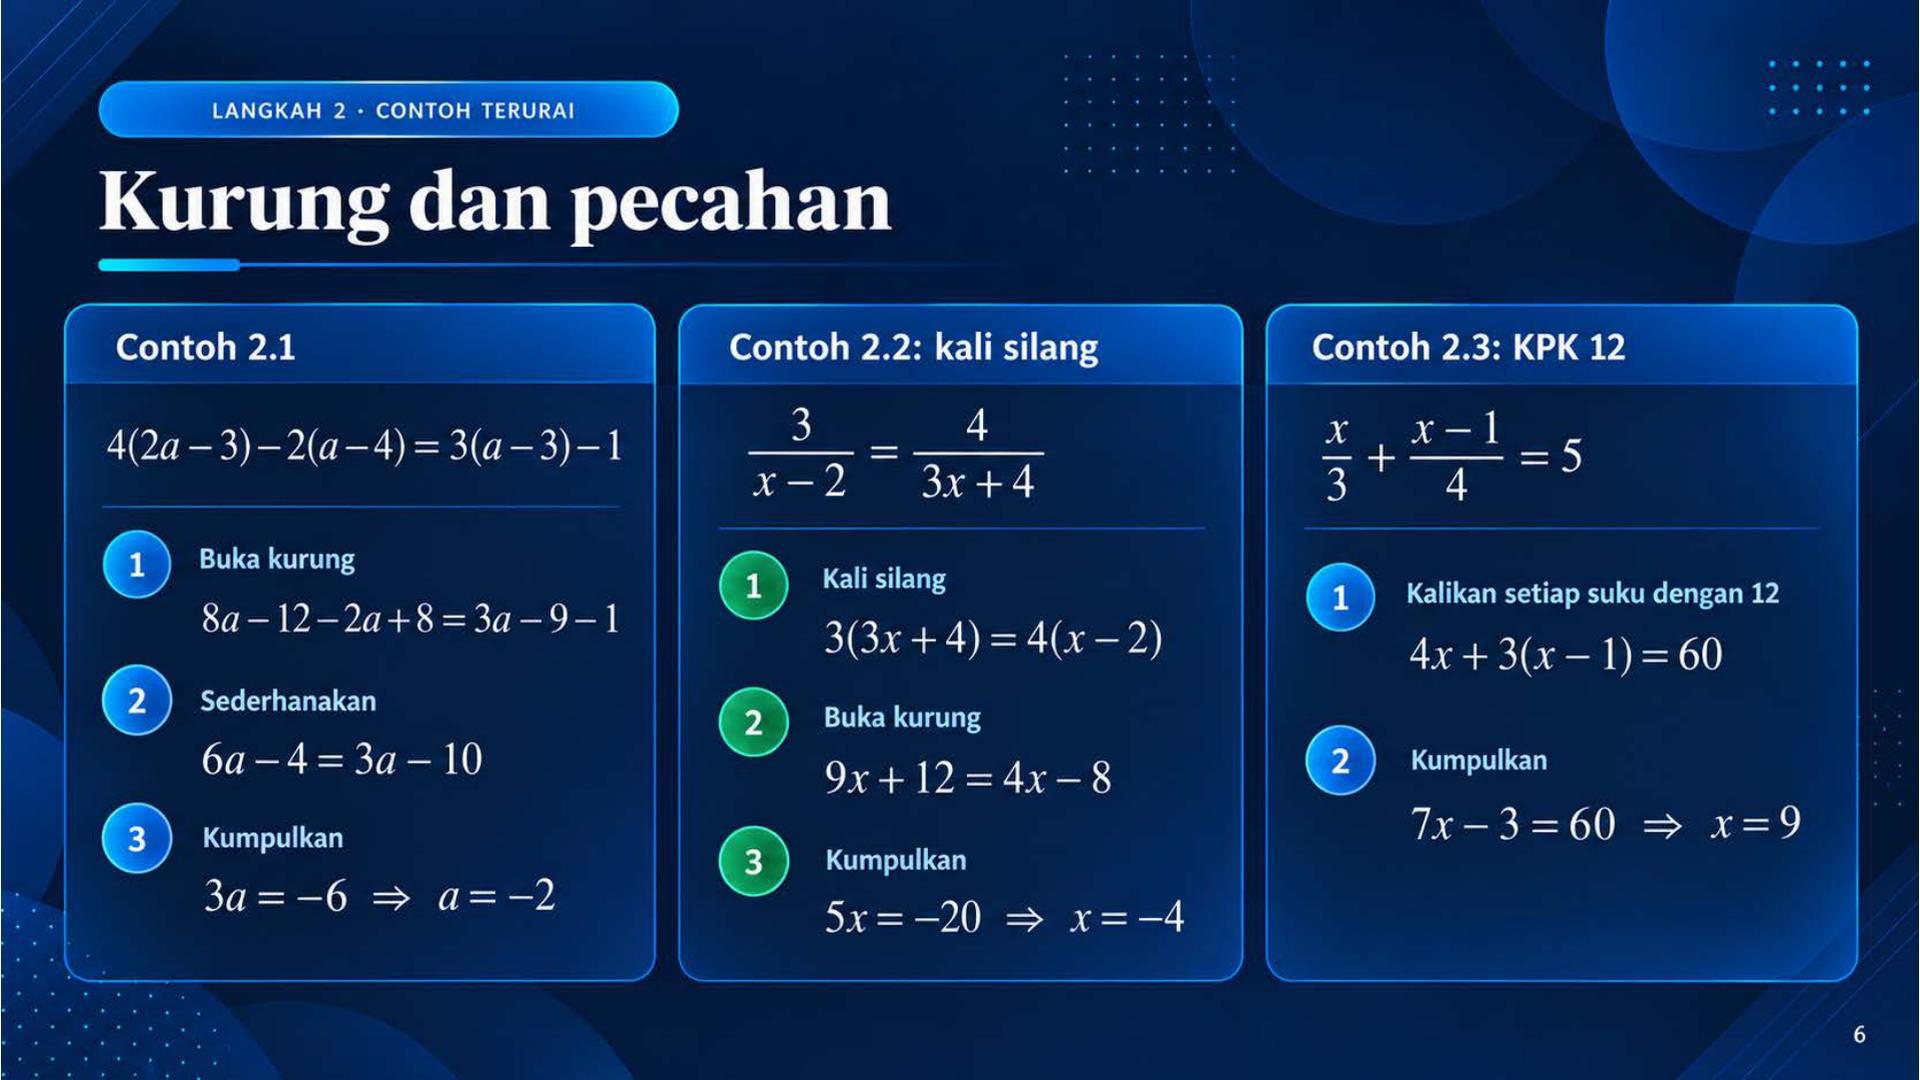 LANGKAH 2 · CONTOH TERURAI
Kurung dan pecahan
Contoh 2.1
4(2a − 3) − 2(a − 4) = 3(a − 3) − 1
1
Buka kurung
8a − 12 − 2a + 8 = 3a − 9 − 1
2
Sederhanakan
6a − 4 = 3a − 10
3
Kumpulkan
3a = −6 ⇒ a = −2
Contoh 2.2: kali silang
3/(x − 2) = 4/(3x + 4)
1
Kali silang
3(3x + 4) = 4(x − 2)
2
Buka kurung
9x + 12 = 4x − 8
3
Kumpulkan
5x = −20 ⇒ x = −4
Contoh 2.3: KPK 12
x/3 + (x − 1)/4 = 5
1
Kalikan setiap suku dengan 12
4x + 3(x − 1) = 60
2
Kumpulkan
7x − 3 = 60 ⇒ x = 9
6